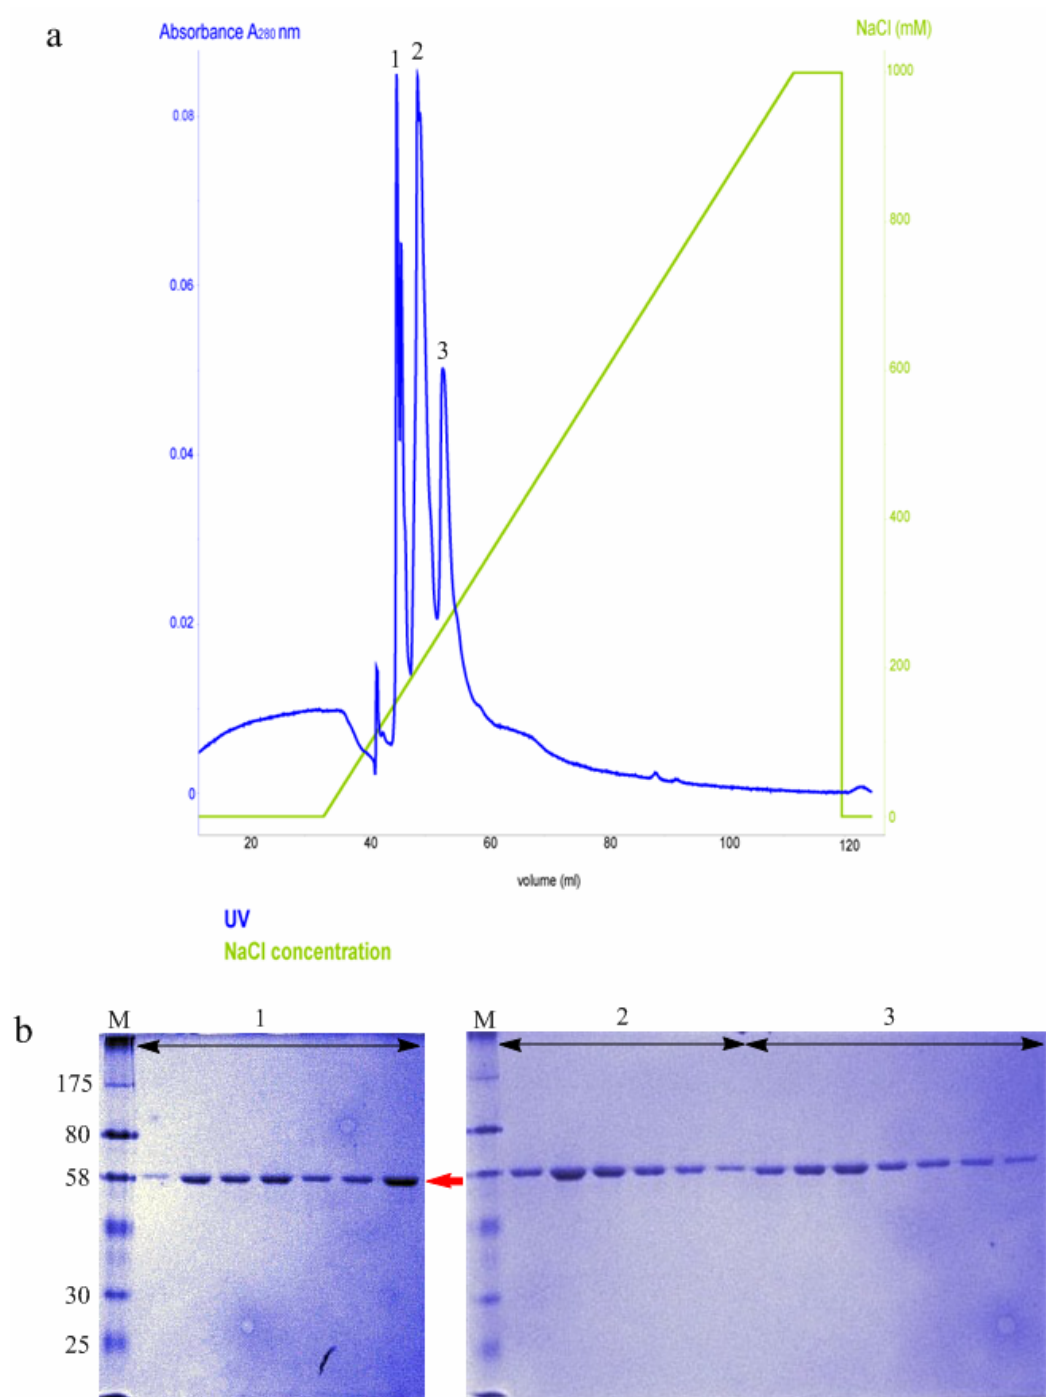 a
Absorbance A280 nm
NaCl (mM)
1 2
3
0.08
0.06
0.04
0.02
0
1000
800
600
400
200
0
20 40 60 80 100 120
volume (ml)
UV
NaCl concentration
b
M 1 M 2 3
175
80
58
30
25